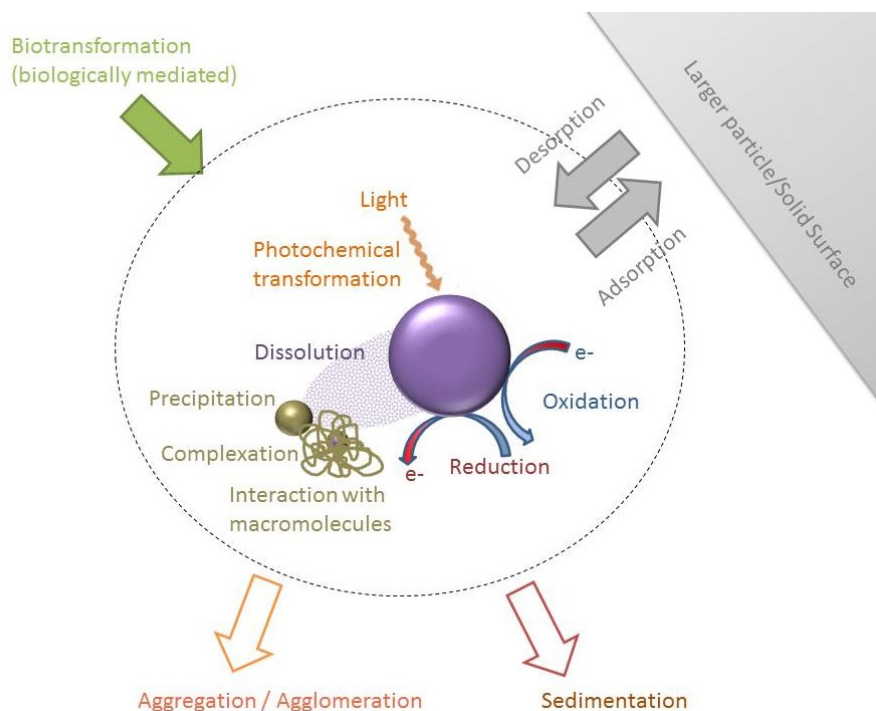 Biotransformation
(biologically mediated)
Desorption
Larger particle/Solid Surface
Adsorption
Light
Photochemical
transformation
Dissolution
e-
Precipitation
Oxidation
Complexation
e-
Reduction
Interaction with
macromolecules
Aggregation / Agglomeration
Sedimentation